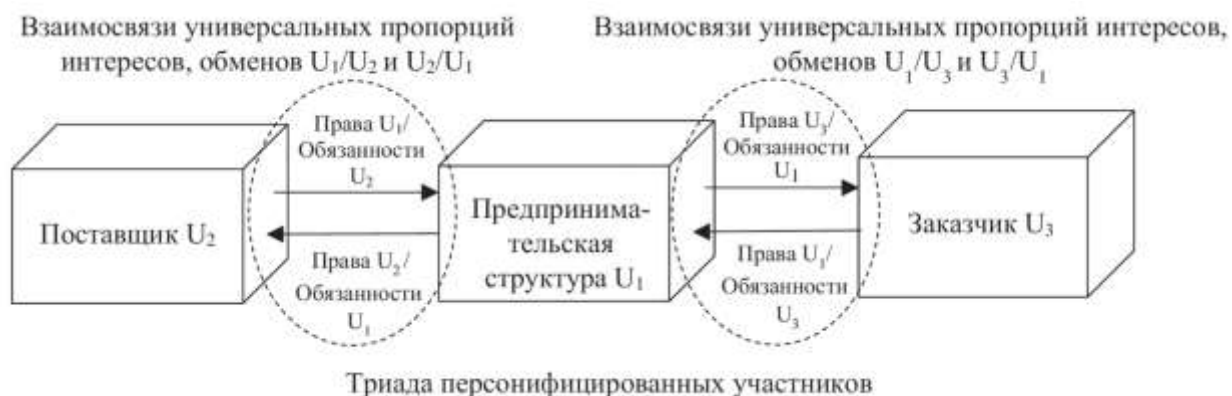 Взаимосвязи универсальных пропорций
интересов, обменов U₁/U₂ и U₂/U₁
Взаимосвязи универсальных пропорций интересов,
обменов U₁/U₃ и U₃/U₁
Права U₁/
Обязанности
U₂
Права U₃/
Обязанности
U₁
Поставщик U₂
Предпринима-
тельская
структура U₁
Заказчик U₃
Права U₂/
Обязанности
U₁
Права U₁/
Обязанности
U₃
Триада персонифицированных участников